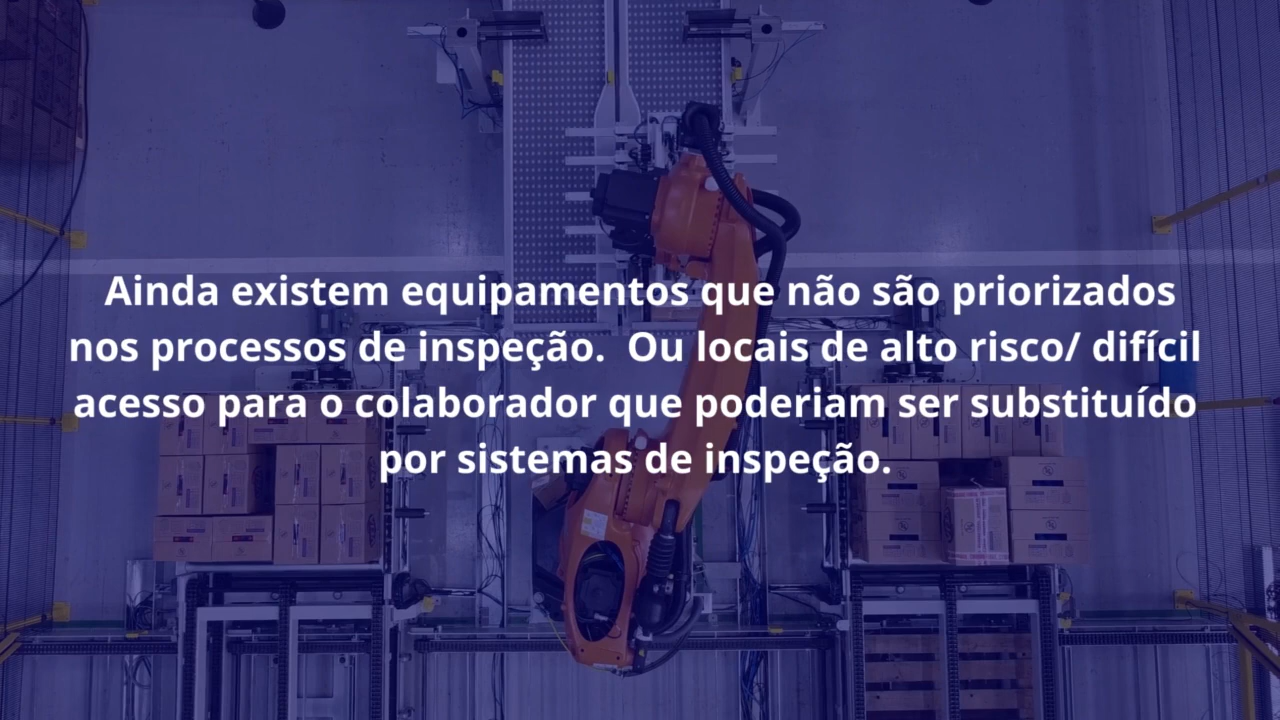 Ainda existem equipamentos que não são priorizados
nos processos de inspeção.  Ou locais de alto risco/ difícil
acesso para o colaborador que poderiam ser substituído
por sistemas de inspeção.